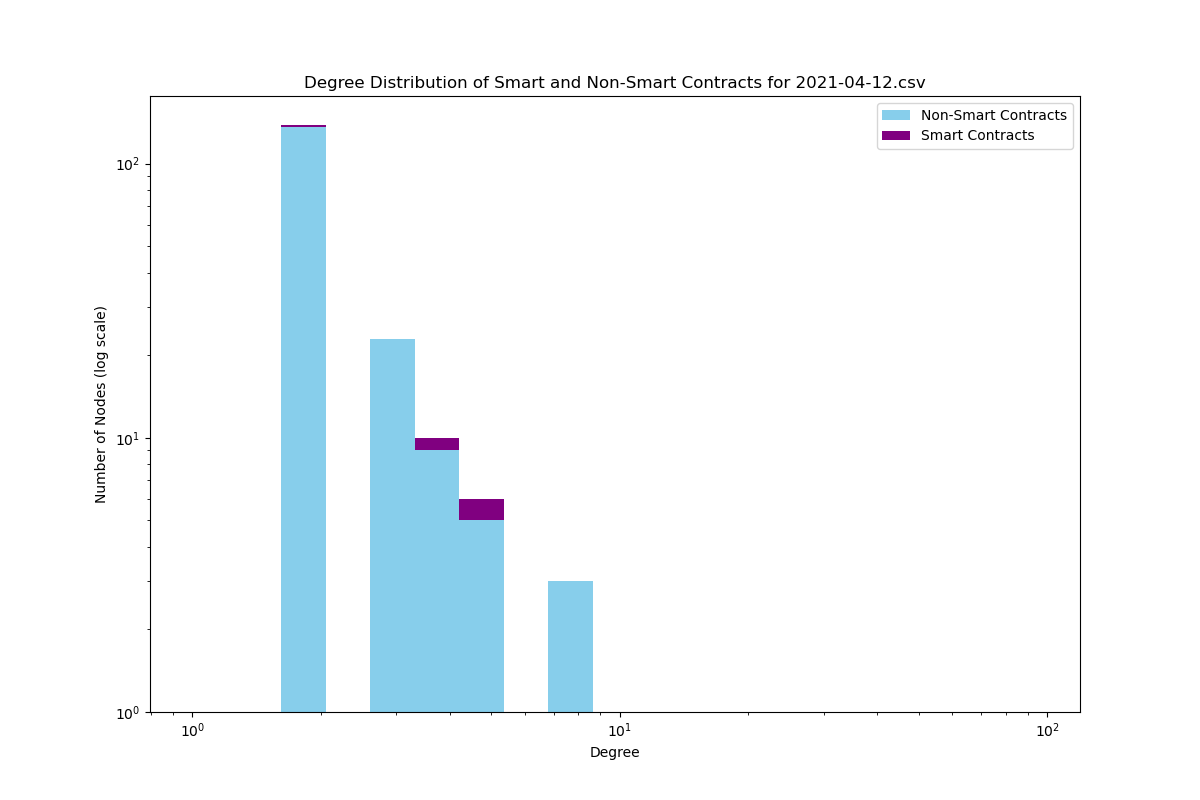 Degree Distribution of Smart and Non-Smart Contracts for 2021-04-12.csv
Non-Smart Contracts
Smart Contracts
Number of Nodes (log scale)
10²
10¹
10⁰
10⁰ 10¹ 10²
Degree